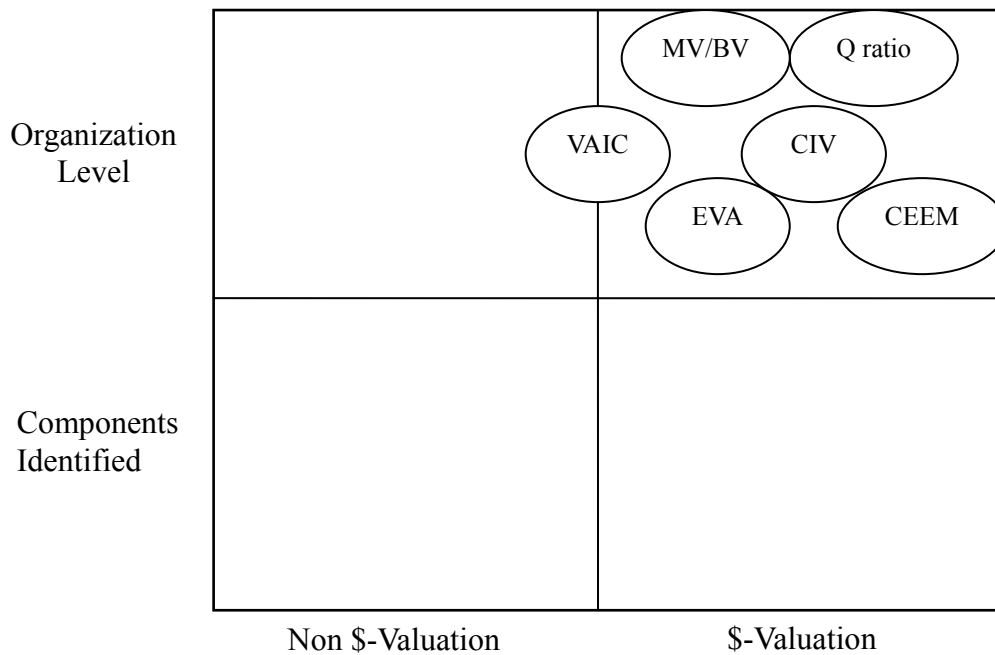 MV/BV
Q ratio
Organization
Level
VAIC
CIV
EVA
CEEM
Components
Identified
Non $-Valuation
$-Valuation